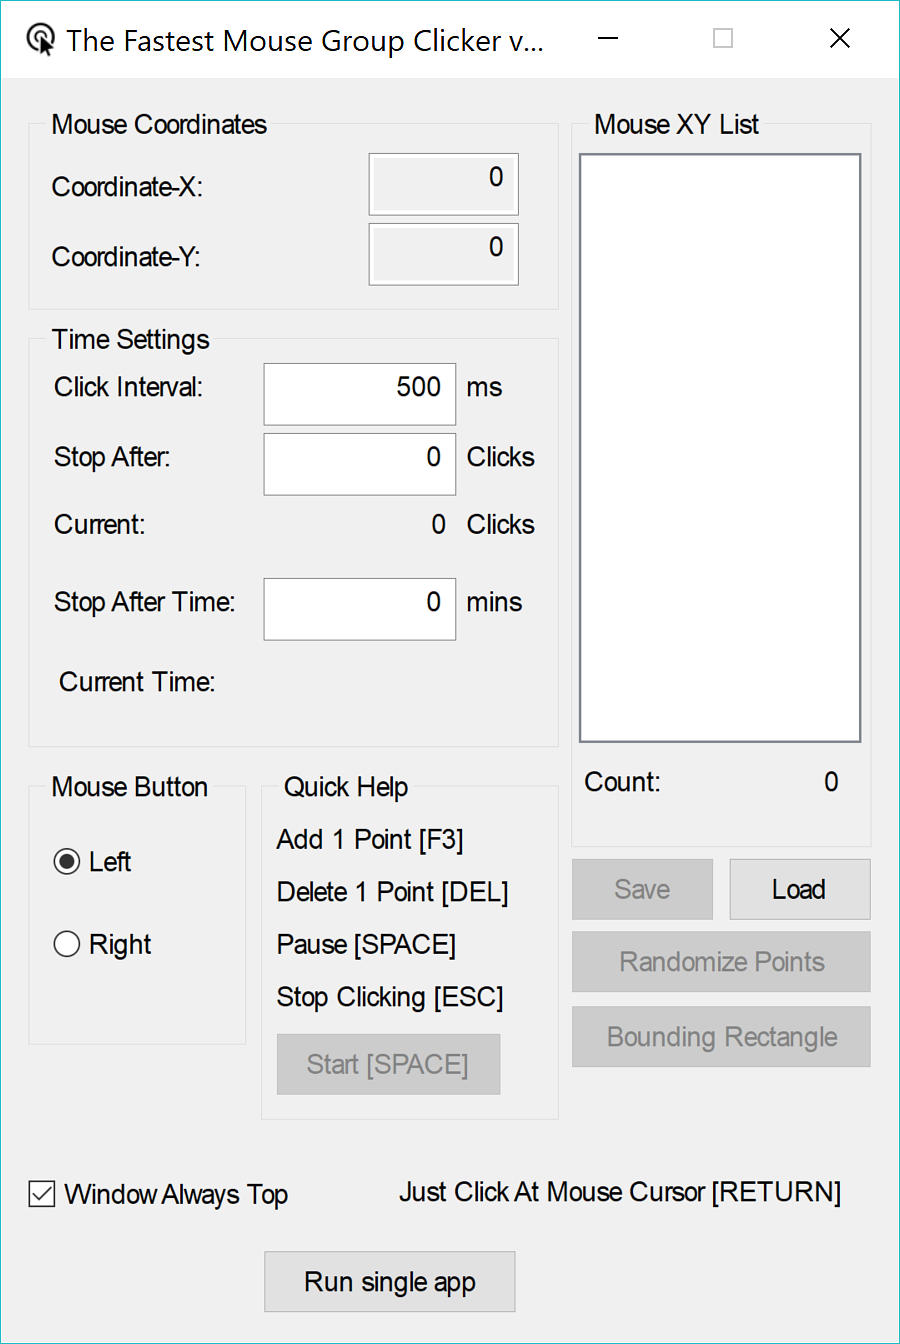 The Fastest Mouse Group Clicker v...
Mouse Coordinates
Coordinate-X:
0
Coordinate-Y:
0
Time Settings
Click Interval:
500
ms
Stop After:
0
Clicks
Current:
0
Clicks
Stop After Time:
0
mins
Current Time:
Mouse XY List
Count:
0
Mouse Button
Left
Right
Quick Help
Add 1 Point [F3]
Delete 1 Point [DEL]
Pause [SPACE]
Stop Clicking [ESC]
Start [SPACE]
Save
Load
Randomize Points
Bounding Rectangle
Window Always Top
Just Click At Mouse Cursor [RETURN]
Run single app